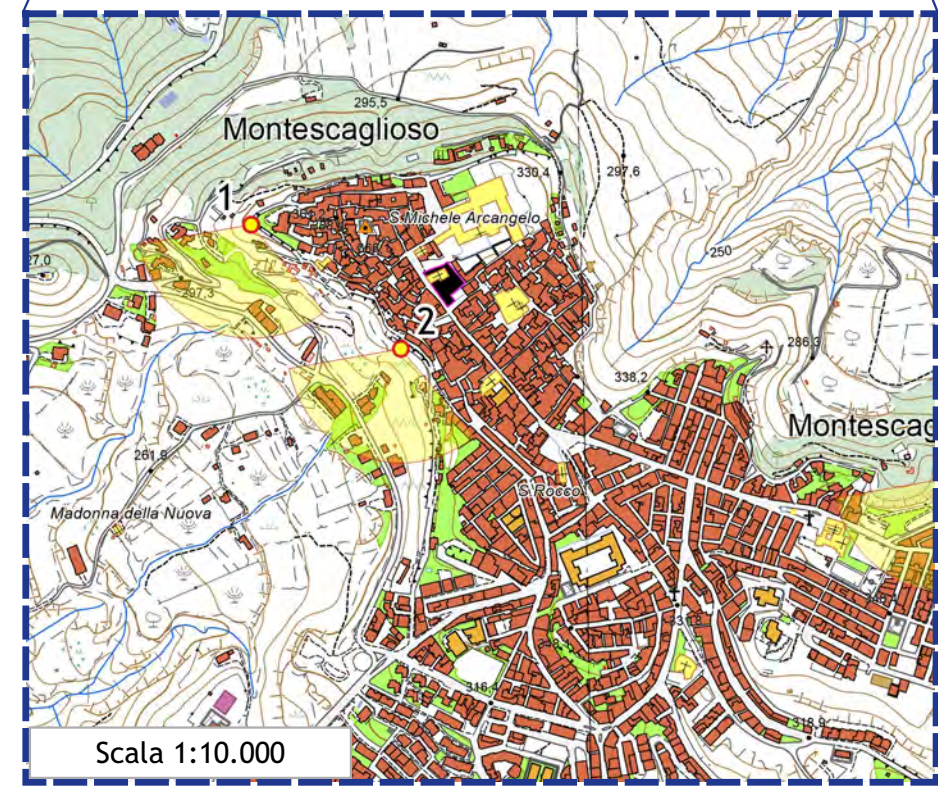 295,5
Montescaglioso
330,4
297,6
1
S.Michele Arcangelo
250
27,0
297,3
2
286,3
338,2
Montescag
261,9
Madonna della Nuova
S.Rocco
316,4
318,9
Scala 1:10.000